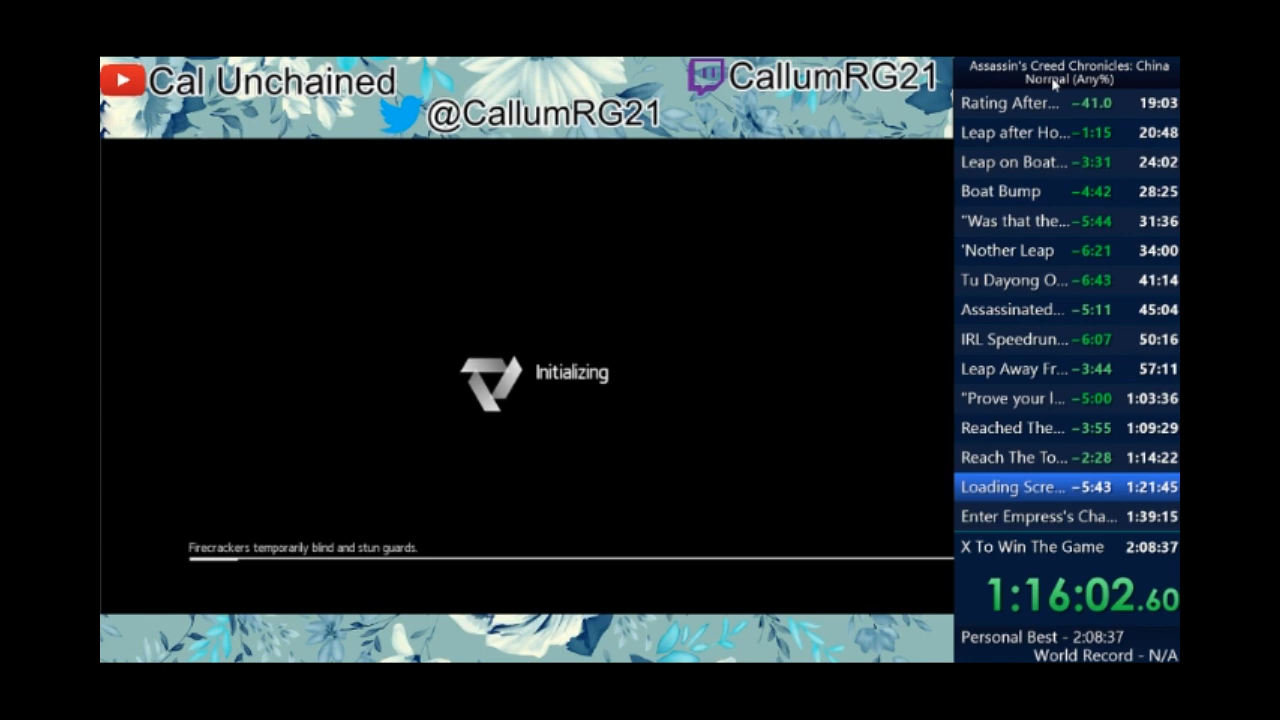 Cal Unchained
CallumRG21
@CallumRG21
Assassin's Creed Chronicles: China
Normal (Any%)
Rating After... −41.0 19:03
Leap after Ho... −1:15 20:48
Leap on Boat... −3:31 24:02
Boat Bump −4:42 28:25
"Was that the... −5:44 31:36
'Nother Leap −6:21 34:00
Tu Dayong O... −6:43 41:14
Assassinated... −5:11 45:04
IRL Speedrun... −6:07 50:16
Leap Away Fr... −3:44 57:11
"Prove your l... −5:00 1:03:36
Reached The... −3:55 1:09:29
Reach The To... −2:28 1:14:22
Loading Scre... −5:43 1:21:45
Enter Empress's Cha... 1:39:15
X To Win The Game 2:08:37
1:16:02.60
Personal Best - 2:08:37
World Record - N/A
Initializing
Firecrackers temporarily blind and stun guards.